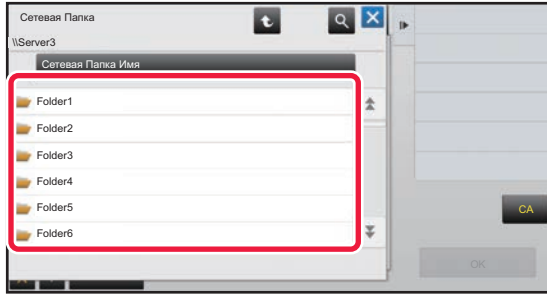 Сетевая Папка
\\Server3
Сетевая Папка Имя
Folder1
Folder2
Folder3
Folder4
Folder5
Folder6
CA
OK